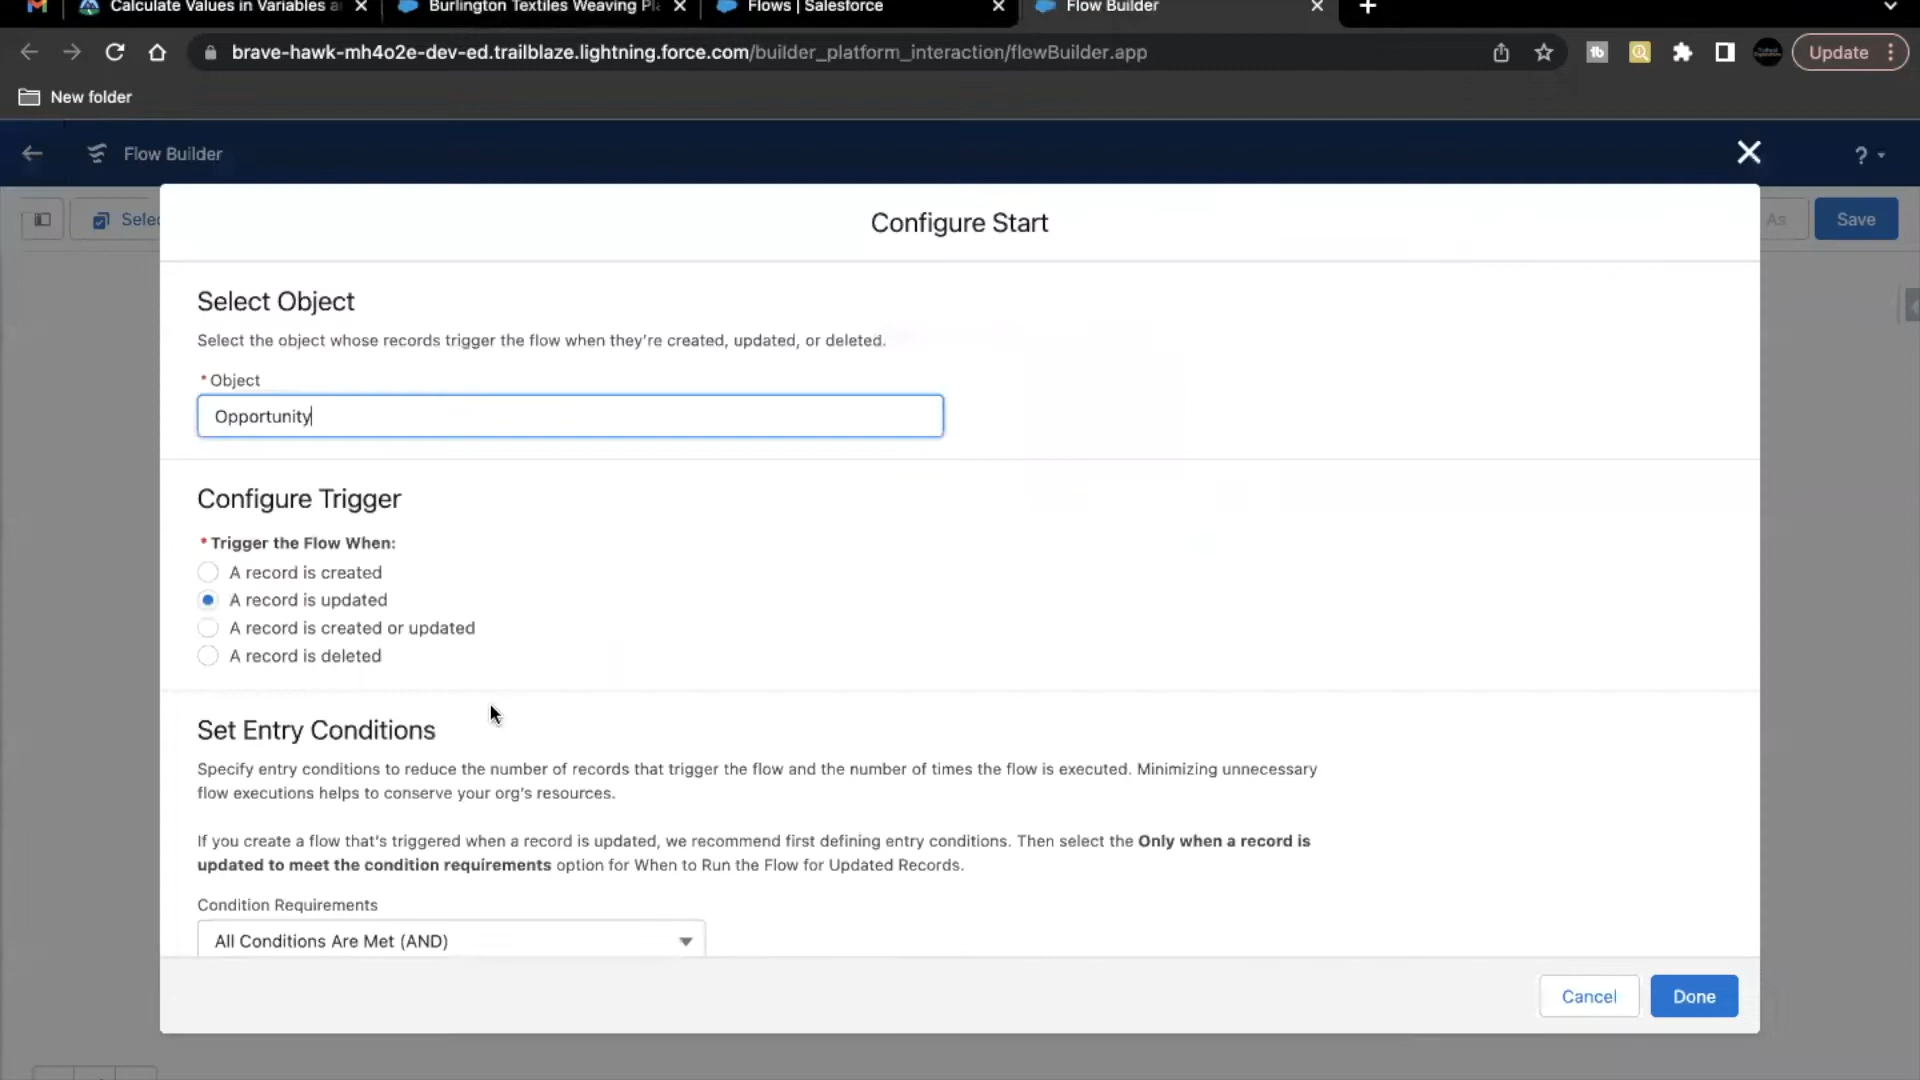 Calculate Values in Variables a
Burlington Textiles Weaving Pla
Flows | Salesforce
Flow Builder
brave-hawk-mh4o2e-dev-ed.trailblaze.lightning.force.com/builder_platform_interaction/flowBuilder.app
Update
New folder
Flow Builder
?
Selec
Configure Start
As
Save
Select Object
Select the object whose records trigger the flow when they're created, updated, or deleted.
* Object
Opportunity
Configure Trigger
* Trigger the Flow When:
A record is created
A record is updated
A record is created or updated
A record is deleted
Set Entry Conditions
Specify entry conditions to reduce the number of records that trigger the flow and the number of times the flow is executed. Minimizing unnecessary
flow executions helps to conserve your org's resources.
If you create a flow that's triggered when a record is updated, we recommend first defining entry conditions. Then select the Only when a record is
updated to meet the condition requirements option for When to Run the Flow for Updated Records.
Condition Requirements
All Conditions Are Met (AND)
Cancel
Done